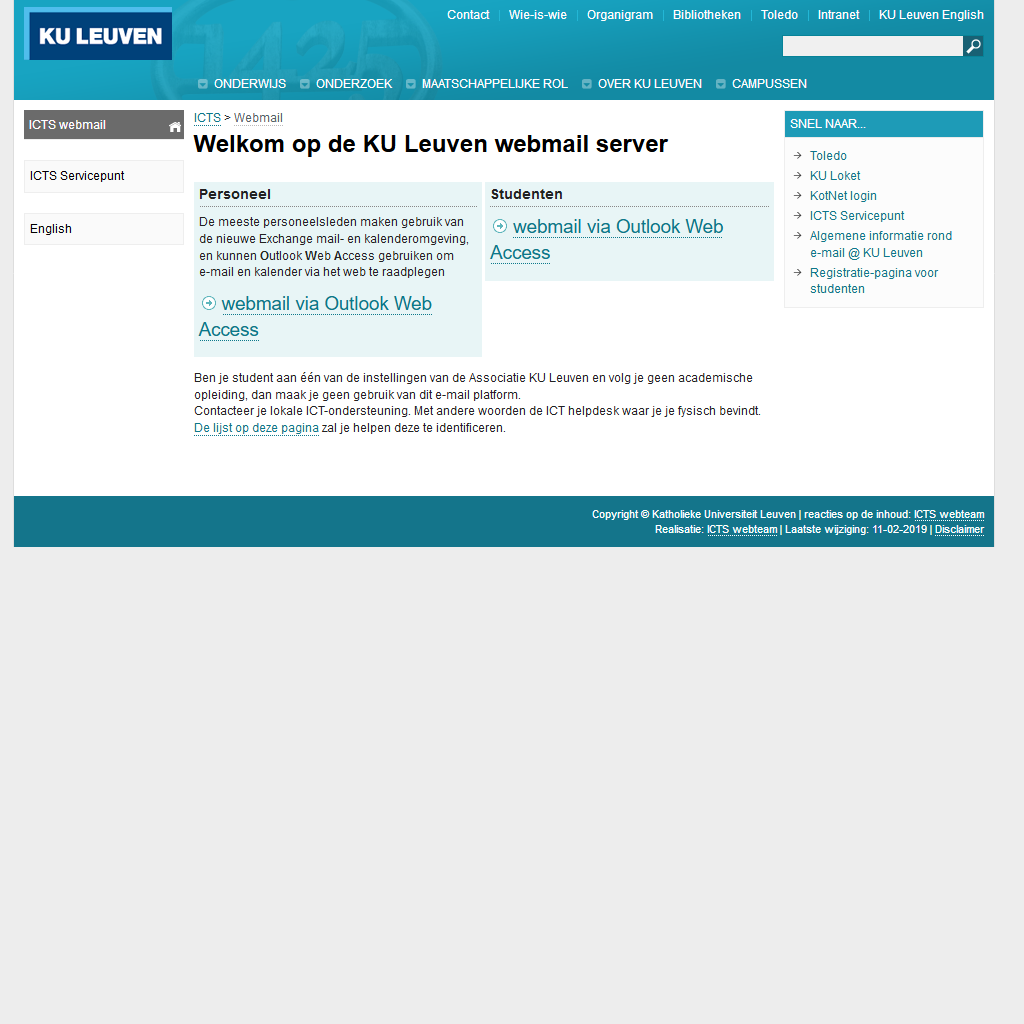 KU LEUVEN
1425
Contact
Wie-is-wie
Organigram
Bibliotheken
Toledo
Intranet
KU Leuven English
ONDERWIJS
ONDERZOEK
MAATSCHAPPELIJKE ROL
OVER KU LEUVEN
CAMPUSSEN
ICTS webmail
ICTS Servicepunt
English
ICTS > Webmail
Welkom op de KU Leuven webmail server
Personeel
De meeste personeelsleden maken gebruik van
de nieuwe Exchange mail- en kalenderomgeving,
en kunnen Outlook Web Access gebruiken om
e-mail en kalender via het web te raadplegen
webmail via Outlook Web
Access
Studenten
webmail via Outlook Web
Access
Ben je student aan één van de instellingen van de Associatie KU Leuven en volg je geen academische
opleiding, dan maak je geen gebruik van dit e-mail platform.
Contacteer je lokale ICT-ondersteuning. Met andere woorden de ICT helpdesk waar je je fysisch bevindt.
De lijst op deze pagina zal je helpen deze te identificeren.
SNEL NAAR...
Toledo
KU Loket
KotNet login
ICTS Servicepunt
Algemene informatie rond
e-mail @ KU Leuven
Registratie-pagina voor
studenten
Copyright © Katholieke Universiteit Leuven | reacties op de inhoud: ICTS webteam
Realisatie: ICTS webteam | Laatste wijziging: 11-02-2019 | Disclaimer